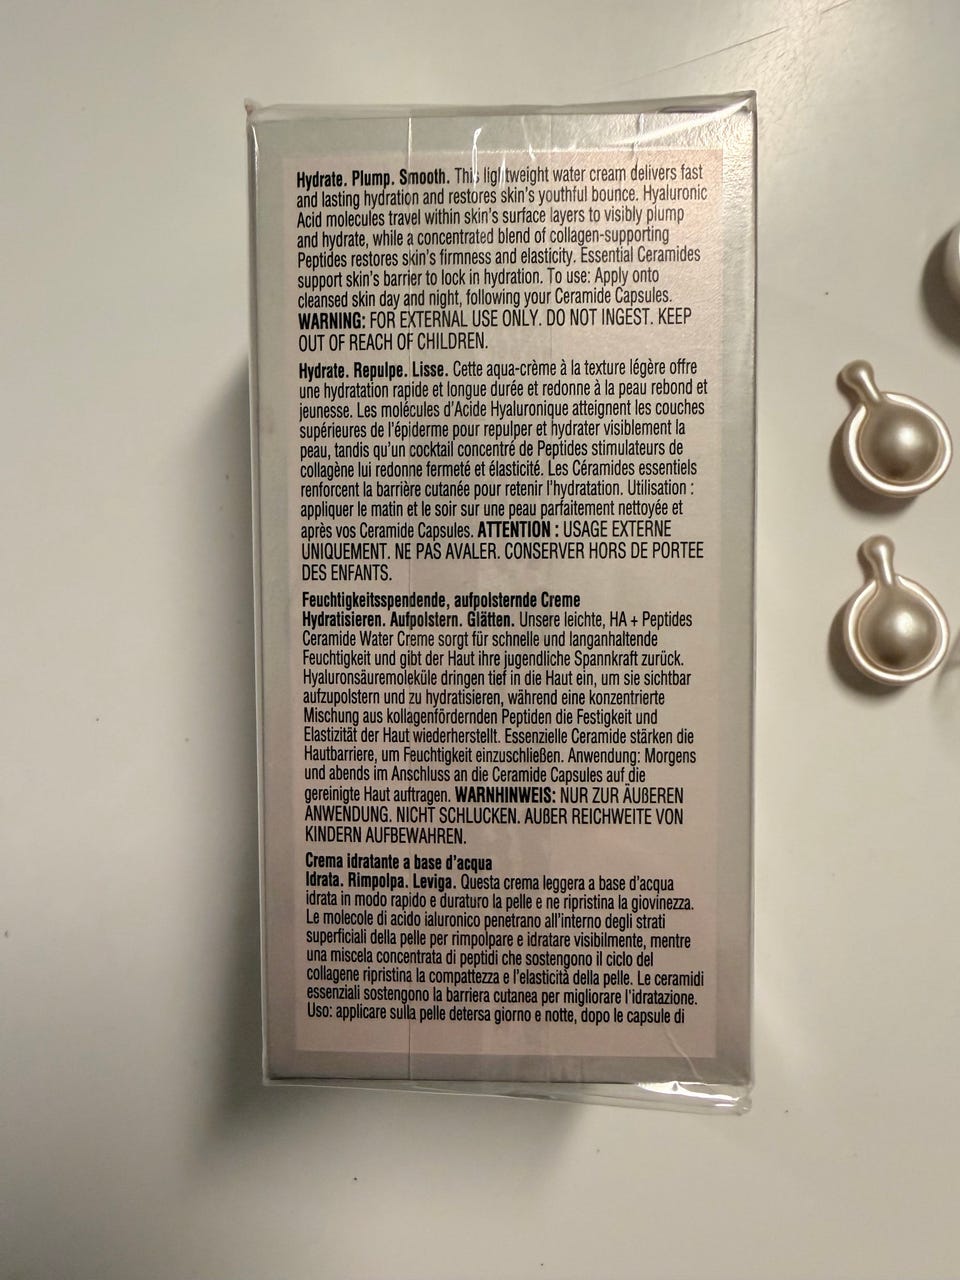 Hydrate. Plump. Smooth. This lightweight water cream delivers fast
and lasting hydration and restores skin's youthful bounce. Hyaluronic
Acid molecules travel within skin's surface layers to visibly plump
and hydrate, while a concentrated blend of collagen-supporting
Peptides restores skin's firmness and elasticity. Essential Ceramides
support skin's barrier to lock in hydration. To use: Apply onto
cleansed skin day and night, following your Ceramide Capsules.
WARNING: FOR EXTERNAL USE ONLY. DO NOT INGEST. KEEP
OUT OF REACH OF CHILDREN.
Hydrate. Repulpe. Lisse. Cette aqua-crème à la texture légère offre
une hydratation rapide et longue durée et redonne à la peau rebond et
jeunesse. Les molécules d'Acide Hyaluronique atteignent les couches
supérieures de l'épiderme pour repulper et hydrater visiblement la
peau, tandis qu'un cocktail concentré de Peptides stimulateurs de
collagène lui redonne fermeté et élasticité. Les Céramides essentiels
renforcent la barrière cutanée pour retenir l'hydratation. Utilisation :
appliquer le matin et le soir sur une peau parfaitement nettoyée et
après vos Ceramide Capsules. ATTENTION : USAGE EXTERNE
UNIQUEMENT. NE PAS AVALER. CONSERVER HORS DE PORTEE
DES ENFANTS.
Feuchtigkeitsspendende, aufpolsternde Creme
Hydratisieren. Aufpolstern. Glätten. Unsere leichte, HA + Peptides
Ceramide Water Creme sorgt für schnelle und langanhaltende
Feuchtigkeit und gibt der Haut ihre jugendliche Spannkraft zurück.
Hyaluronsäuremoleküle dringen tief in die Haut ein, um sie sichtbar
aufzupolstern und zu hydratisieren, während eine konzentrierte
Mischung aus kollagenfördernden Peptiden die Festigkeit und
Elastizität der Haut wiederherstellt. Essenzielle Ceramide stärken die
Hautbarriere, um Feuchtigkeit einzuschließen. Anwendung: Morgens
und abends im Anschluss an die Ceramide Capsules auf die
gereinigte Haut auftragen. WARNHINWEIS: NUR ZUR ÄUßEREN
ANWENDUNG. NICHT SCHLUCKEN. AUßER REICHWEITE VON
KINDERN AUFBEWAHREN.
Crema idratante a base d'acqua
Idrata. Rimpolpa. Leviga. Questa crema leggera a base d'acqua
idrata in modo rapido e duraturo la pelle e ne ripristina la giovinezza.
Le molecole di acido ialuronico penetrano all'interno degli strati
superficiali della pelle per rimpolpare e idratare visibilmente, mentre
una miscela concentrata di peptidi che sostengono il ciclo del
collagene ripristina la compattezza e l'elasticità della pelle. Le ceramidi
essenziali sostengono la barriera cutanea per migliorare l'idratazione.
Uso: applicare sulla pelle detersa giorno e notte, dopo le capsule di